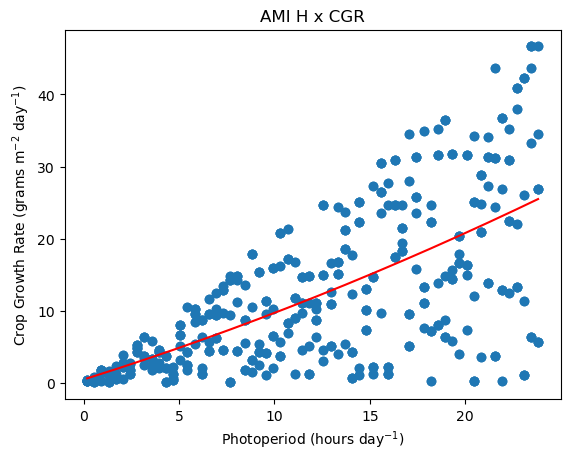 AMI H x CGR
Crop Growth Rate (grams m⁻² day⁻¹)
40
30
20
10
0
0 5 10 15 20
Photoperiod (hours day⁻¹)